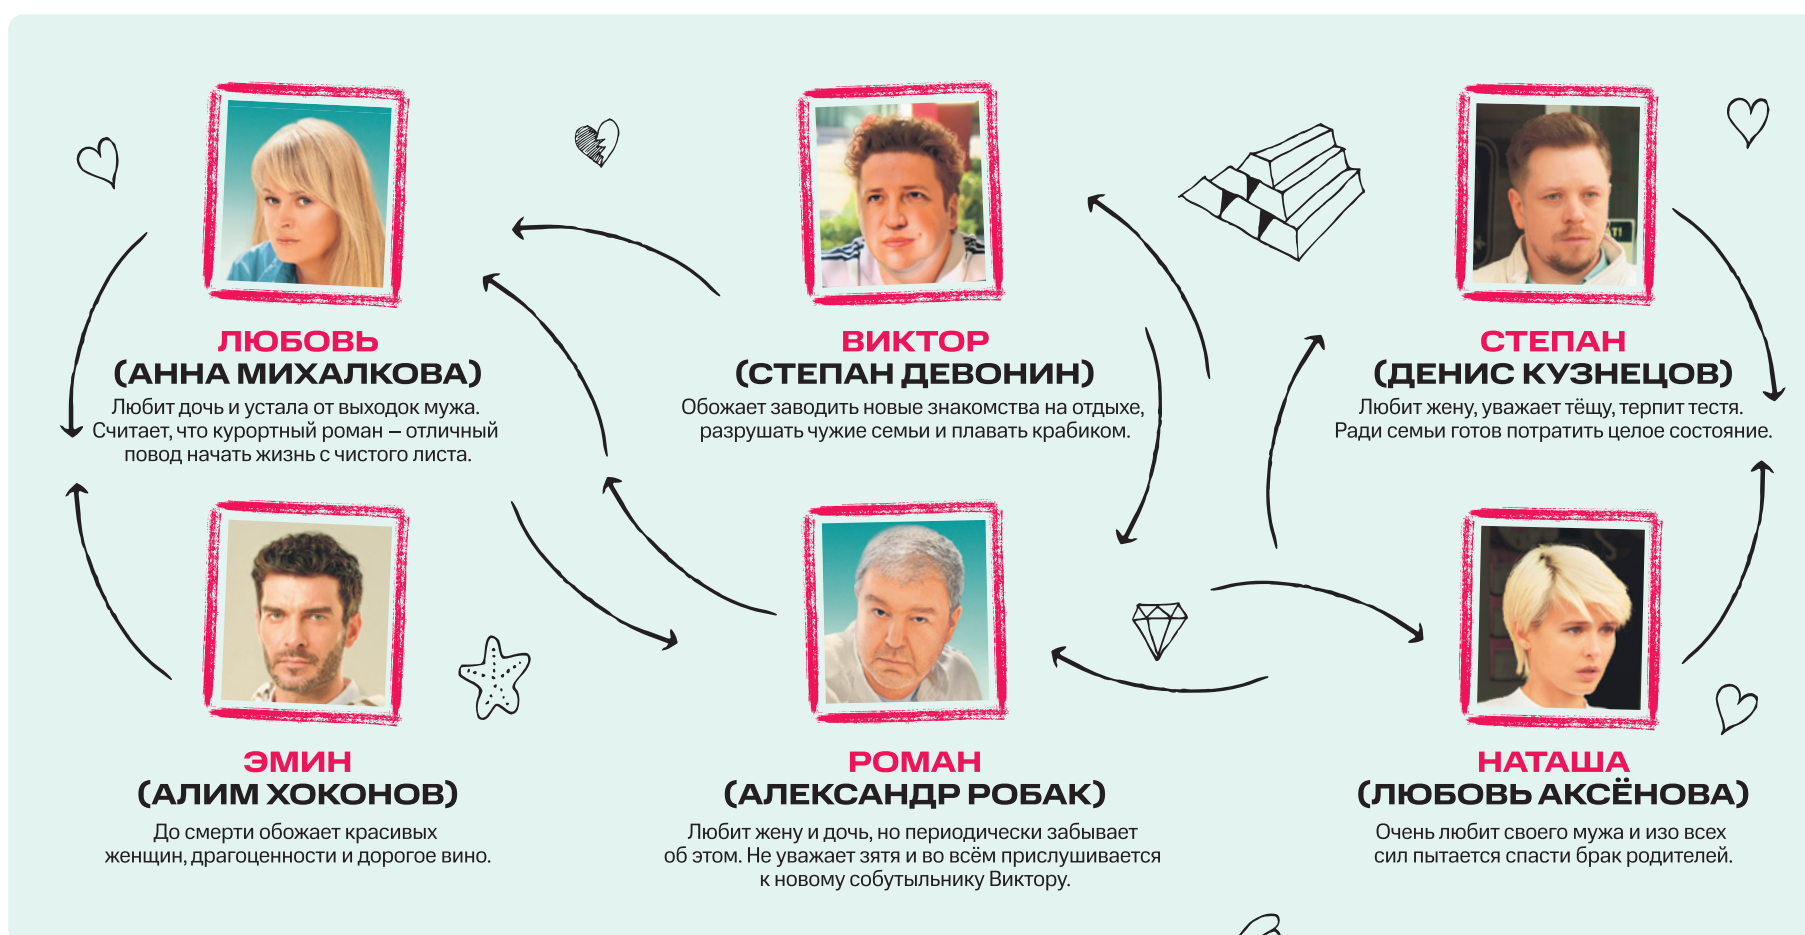 ЛЮБОВЬ
(АННА МИХАЛКОВА)
Любит дочь и устала от выходок мужа.
Считает, что курортный роман – отличный
повод начать жизнь с чистого листа.
ВИКТОР
(СТЕПАН ДЕВОНИН)
Обожает заводить новые знакомства на отдыхе,
разрушать чужие семьи и плавать крабиком.
СТЕПАН
(ДЕНИС КУЗНЕЦОВ)
Любит жену, уважает тёщу, терпит тестя.
Ради семьи готов потратить целое состояние.
ЭМИН
(АЛИМ ХОКОНОВ)
До смерти обожает красивых
женщин, драгоценности и дорогое вино.
РОМАН
(АЛЕКСАНДР РОБАК)
Любит жену и дочь, но периодически забывает
об этом. Не уважает зятя и во всём прислушивается
к новому собутыльнику Виктору.
НАТАША
(ЛЮБОВЬ АКСЁНОВА)
Очень любит своего мужа и изо всех
сил пытается спасти брак родителей.